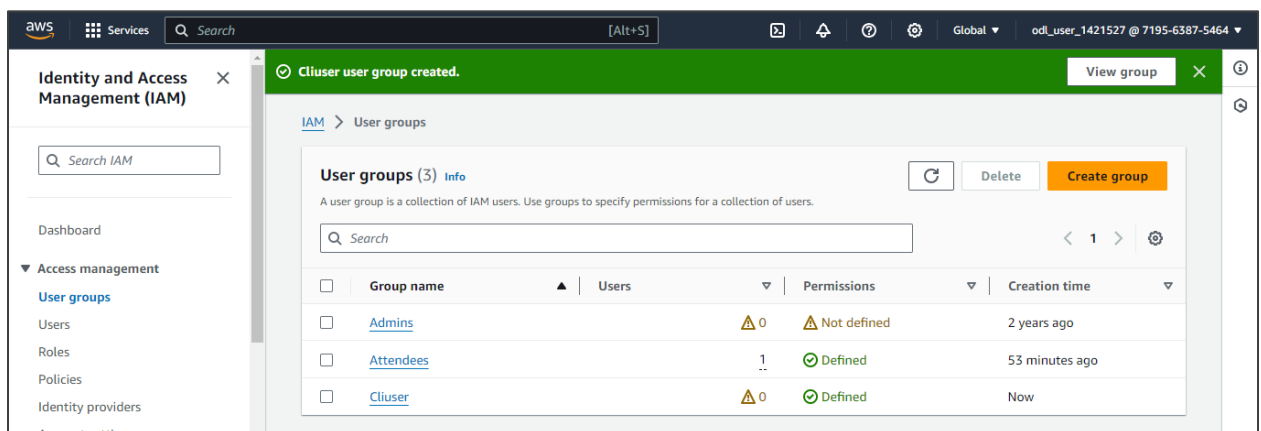 aws Services Search [Alt+S] Global ▼ odl_user_1421527 @ 7195-6387-5464 ▼
Identity and Access
Management (IAM)
Search IAM
Dashboard
Access management
User groups
Users
Roles
Policies
Identity providers
Cliuser user group created.
View group
IAM > User groups
User groups (3) Info
Delete
Create group
A user group is a collection of IAM users. Use groups to specify permissions for a collection of users.
Search
< 1 >
Group name Users Permissions Creation time
Admins 0 Not defined 2 years ago
Attendees 1 Defined 53 minutes ago
Cliuser 0 Defined Now